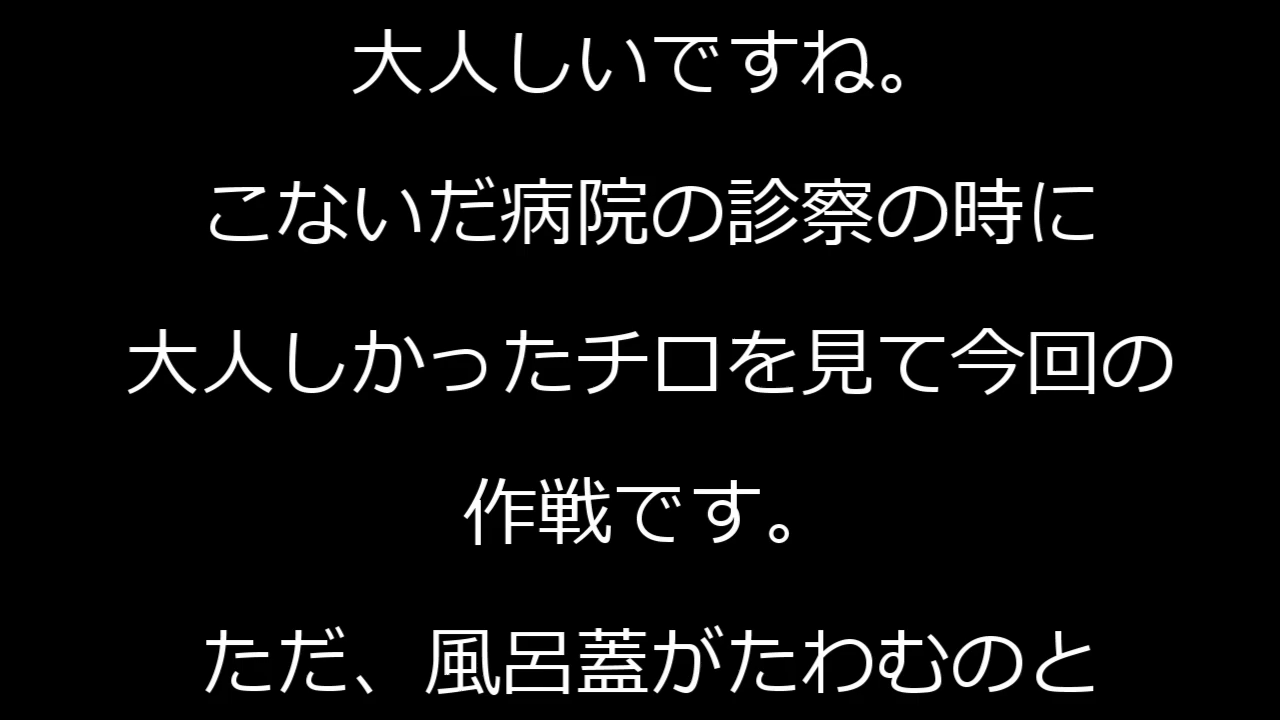 大人しいですね。
こないだ病院の診察の時に
大人しかったチロを見て今回の
作戦です。
ただ、風呂蓋がたわむのと